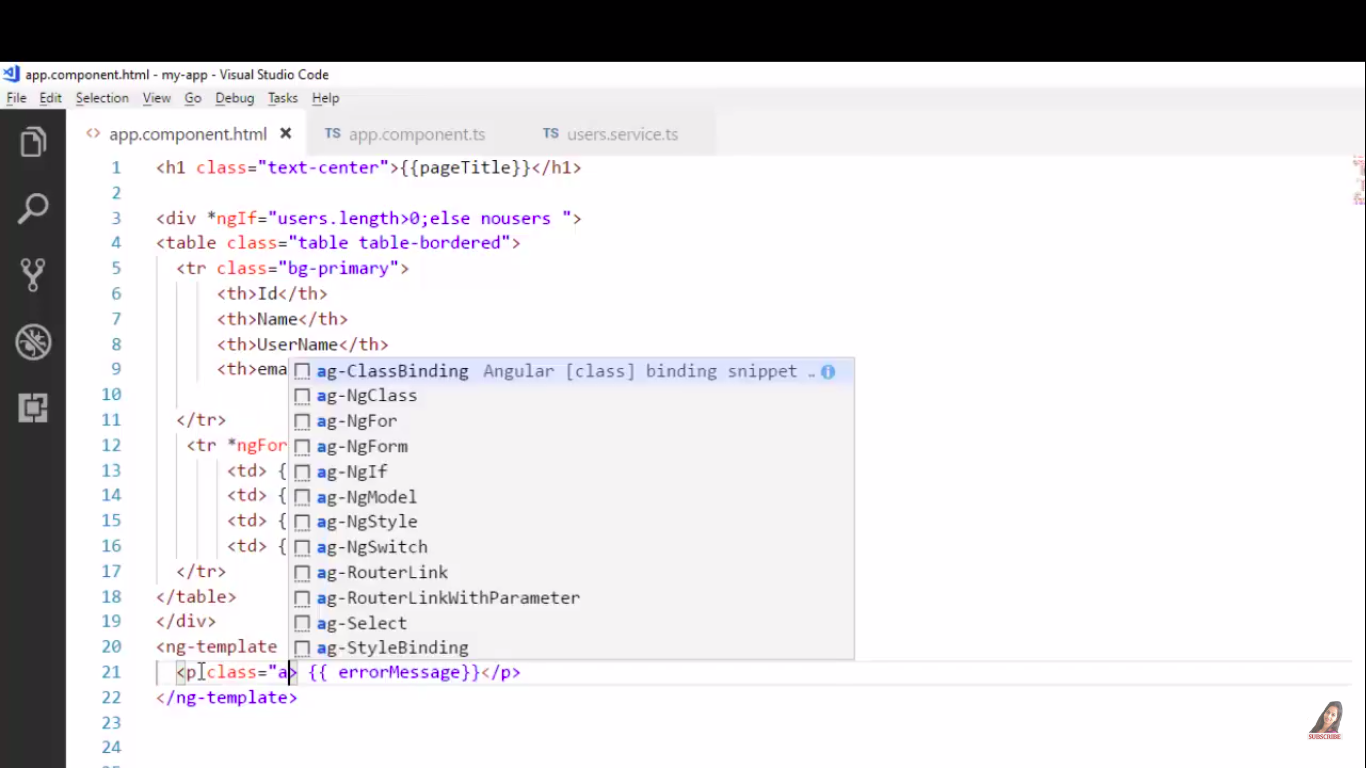 app.component.html - my-app - Visual Studio Code
File Edit Selection View Go Debug Tasks Help
<> app.component.html × TS app.component.ts TS users.service.ts
1 <h1 class="text-center">{{pageTitle}}</h1>
2
3 <div *ngIf="users.length>0;else nousers ">
4 <table class="table table-bordered">
5 <tr class="bg-primary">
6 <th>Id</th>
7 <th>Name</th>
8 <th>UserName</th>
9 <th>ema
ag-ClassBinding Angular [class] binding snippet ..
10 ag-NgClass
11 </tr> ag-NgFor
12 <tr *ngFor ag-NgForm
13 <td> { ag-NgIf
14 <td> { ag-NgModel
15 <td> { ag-NgStyle
16 <td> { ag-NgSwitch
17 </tr> ag-RouterLink
18 </table> ag-RouterLinkWithParameter
19 </div> ag-Select
20 <ng-template ag-StyleBinding
21 <p class="a> {{ errorMessage}}</p>
22 </ng-template>
23
24
SUBSCRIBE